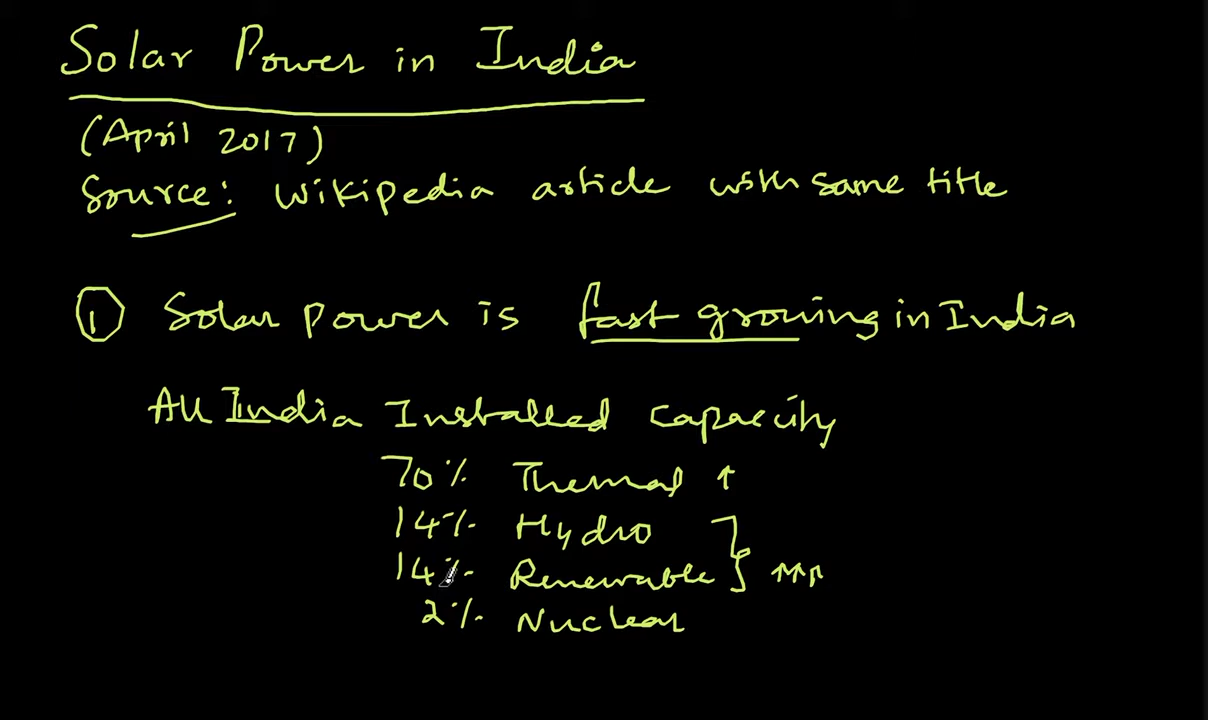 Solar Power in India
(April 2017)
Source: Wikipedia article with same title
① Solar power is fast growing in India
All India Installed capacity
70% Thermal ↑
14% Hydro
14% Renewable ↑↑↑
2% Nuclear